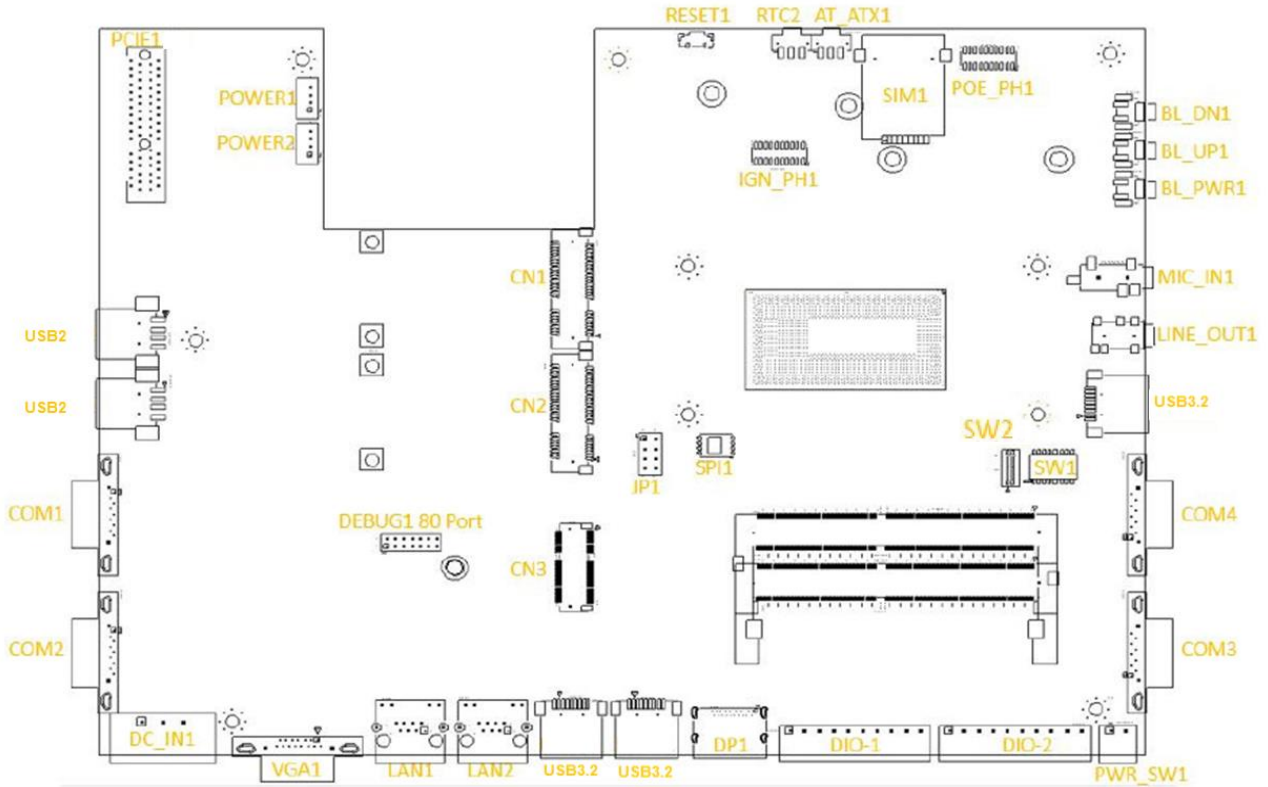 RESET1 RTC2 AT_ATX1
PCIE1
POWER1
POWER2
SIM1
POE_PH1
IGN_PH1
BL_DN1
BL_UP1
BL_PWR1
CN1
MIC_IN1
USB2
LINE_OUT1
USB2
CN2
USB3.2
SW2
JP1
SPI1
SW1
COM1
DEBUG1 80 Port
COM4
CN3
COM2
COM3
DC_IN1
VGA1
LAN1
LAN2
USB3.2
USB3.2
DP1
DIO-1
DIO-2
PWR_SW1